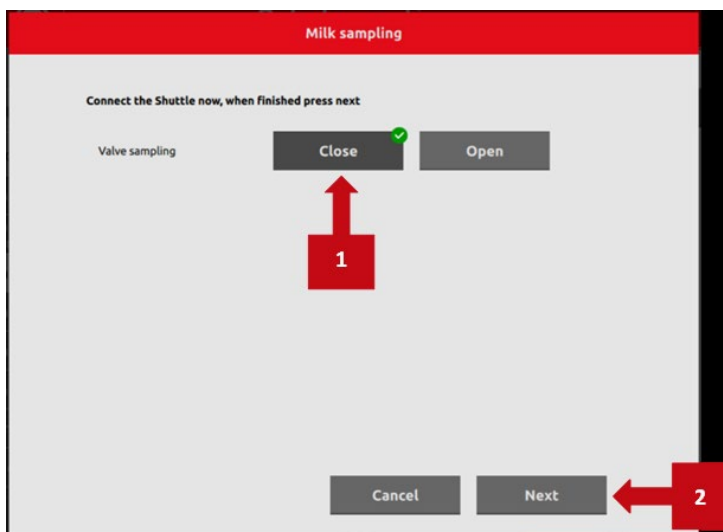 Milk sampling
Connect the Shuttle now, when finished press next
Valve sampling Close Open
1
Cancel Next 2